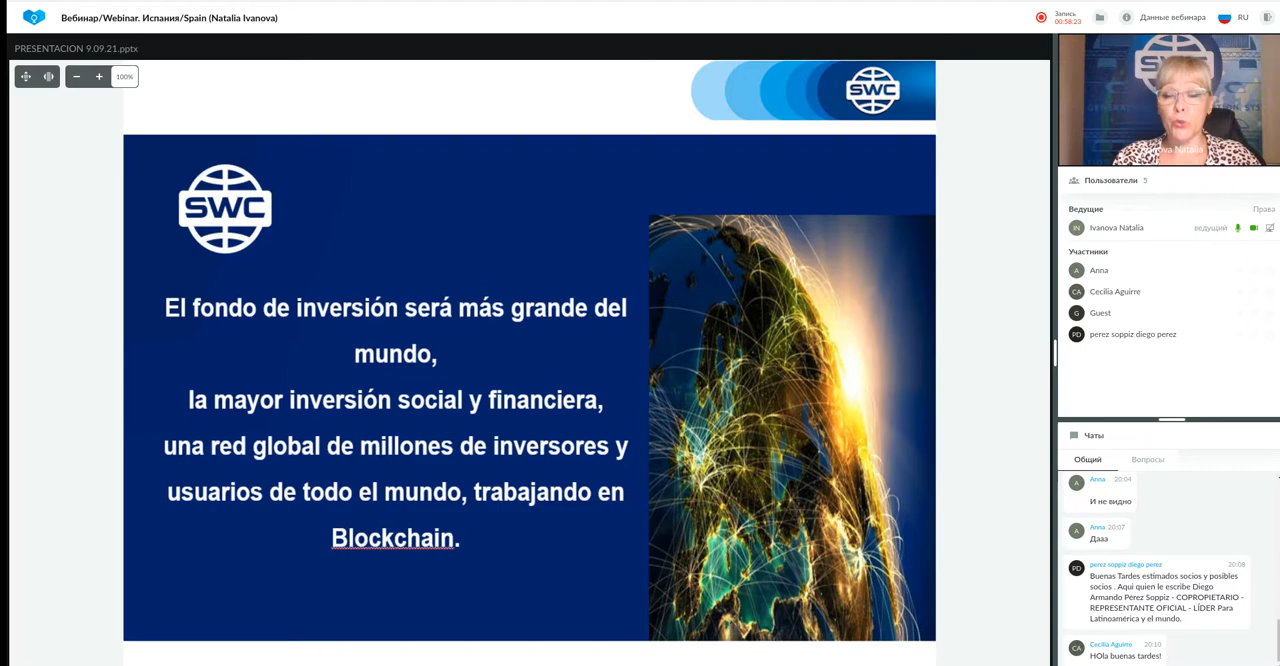 Вебинар/Webinar. Испания/Spain (Natalia Ivanova)
Запись
00:58:23
Данные вебинара
RU
PRESENTACION 9.09.21.pptx
100%
SWC
SWC
El fondo de inversión será más grande del
mundo,
la mayor inversión social y financiera,
una red global de millones de inversores y
usuarios de todo el mundo, trabajando en
Blockchain.
SWC
Пользователи 5
Ведущие
Права
IN
Ivanova Natalia
ведущий
Участники
A
Anna
CA
Cecilia Aguirre
G
Guest
PD
perez soppiz diego perez
Чаты
Общий
Вопросы
A
Anna 20:04
И не видно
A
Anna 20:07
Дааа
PD
perez soppiz diego perez 20:08
Buenas Tardes estimados socios y posibles
socios . Aqui quien le escribe Diego
Armando Pérez Soppiz - COPROPIETARIO -
REPRESENTANTE OFICIAL - LÍDER Para
Latinoamérica y el mundo.
CA
Cecilia Aguirre 20:10
HOla buenas tardes!